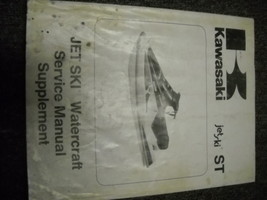 Kawasaki
jet ski ST
JET SKI Watercraft
Service Manual
Supplement